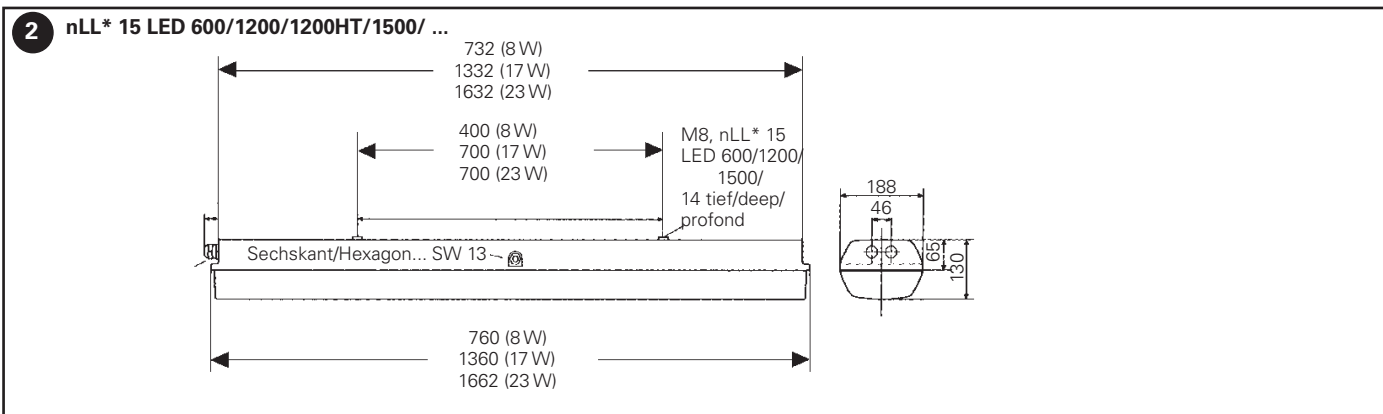 2
nLL* 15 LED 600/1200/1200HT/1500/ ...
732 (8 W)
1332 (17 W)
1632 (23 W)
400 (8 W)
700 (17 W)
700 (23 W)
M8, nLL* 15
LED 600/1200/
1500/
14 tief/deep/
profond
188
46
65
130
Sechskant/Hexagon... SW 13
760 (8 W)
1360 (17 W)
1662 (23 W)